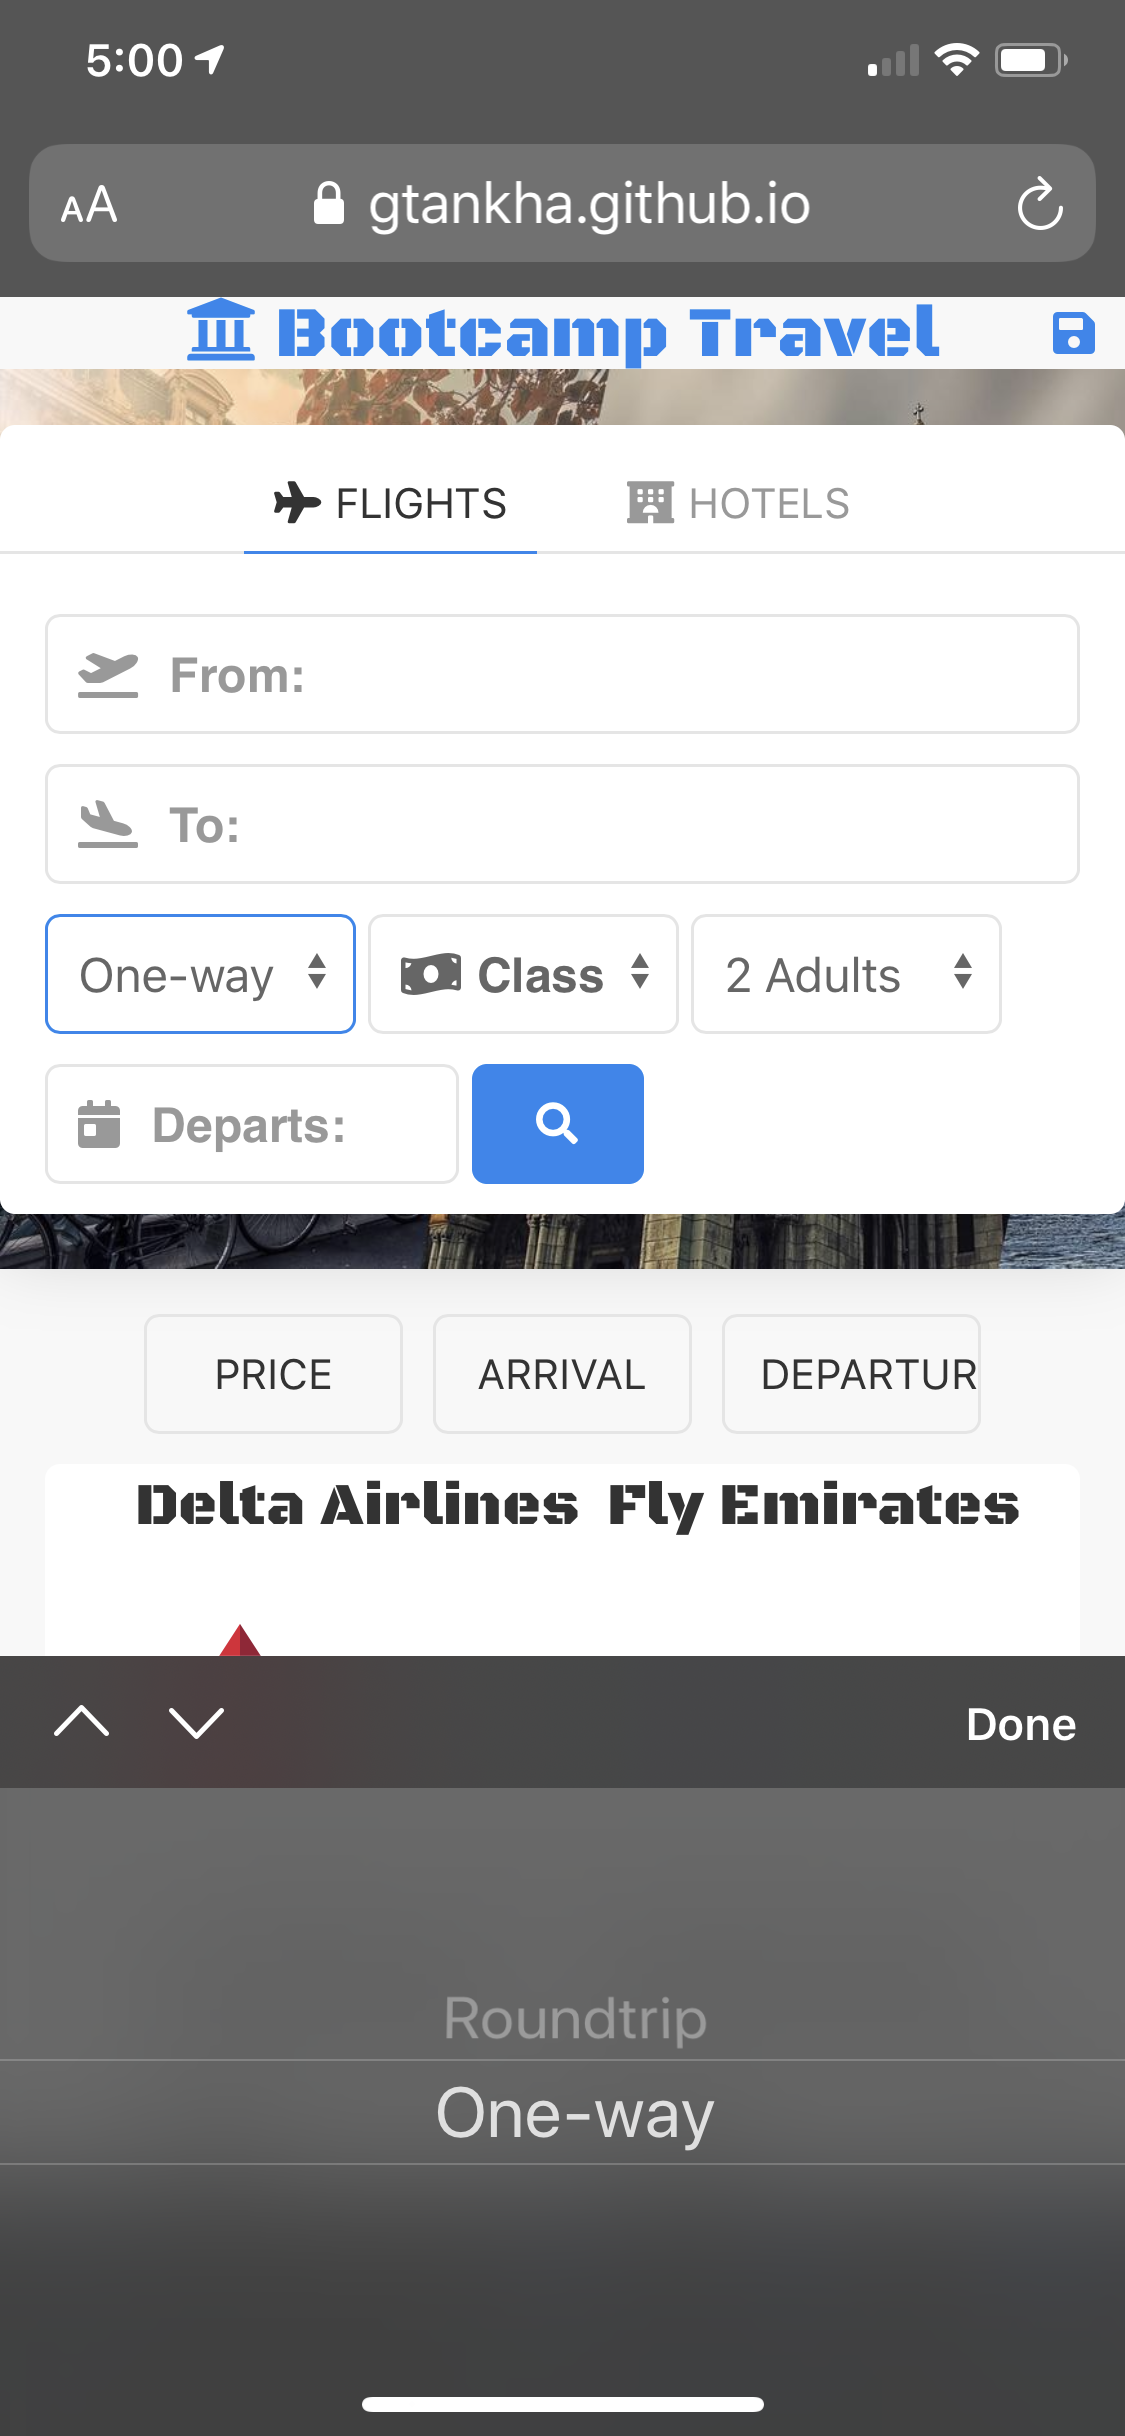 5:00
AA gtankha.github.io
Bootcamp Travel
FLIGHTS HOTELS
From:
To:
One-way Class 2 Adults
Departs:
PRICE ARRIVAL DEPARTUR
Delta Airlines Fly Emirates
Done
Roundtrip
One-way